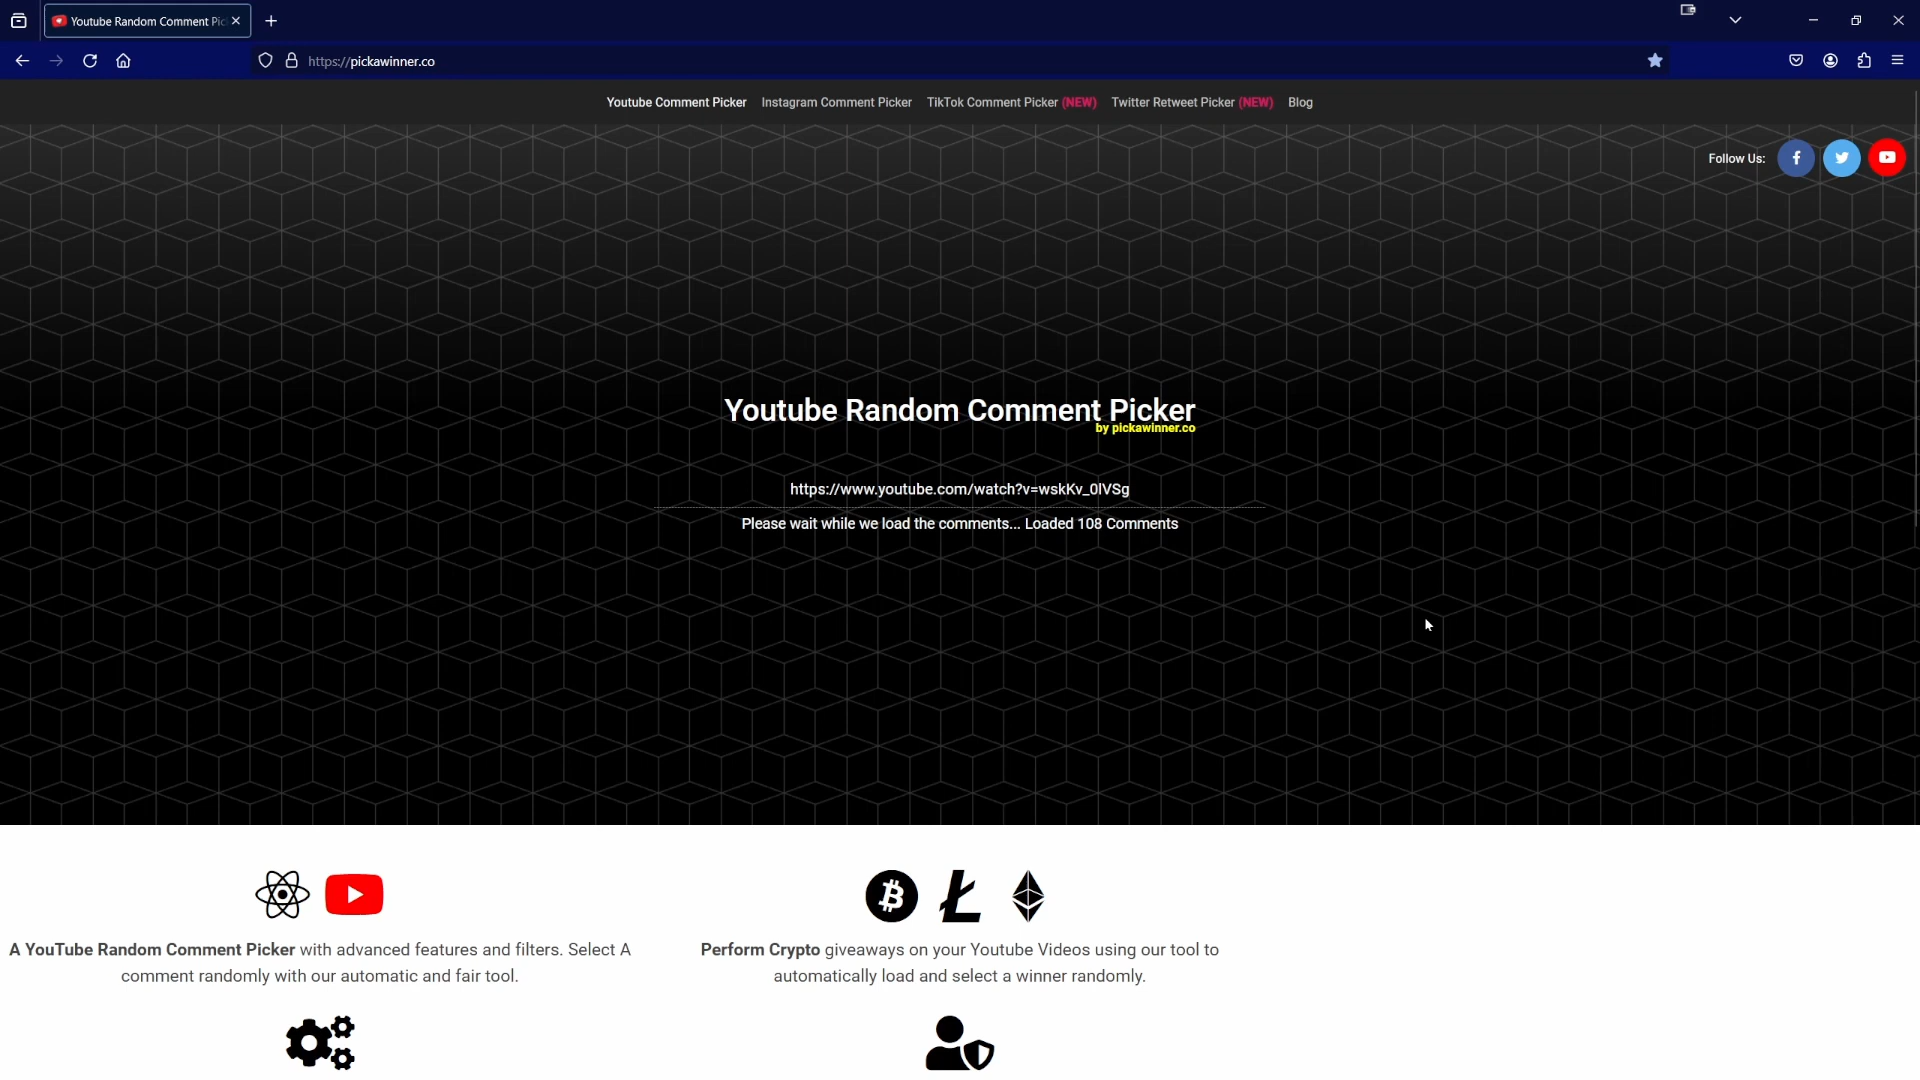 Youtube Random Comment Pic
https://pickawinner.co
Youtube Comment Picker Instagram Comment Picker TikTok Comment Picker (NEW) Twitter Retweet Picker (NEW) Blog
Follow Us:
Youtube Random Comment Picker
by pickawinner.co
https://www.youtube.com/watch?v=wskKv_0lVSg
Please wait while we load the comments... Loaded 108 Comments
A YouTube Random Comment Picker with advanced features and filters. Select A
comment randomly with our automatic and fair tool.
Perform Crypto giveaways on your Youtube Videos using our tool to
automatically load and select a winner randomly.